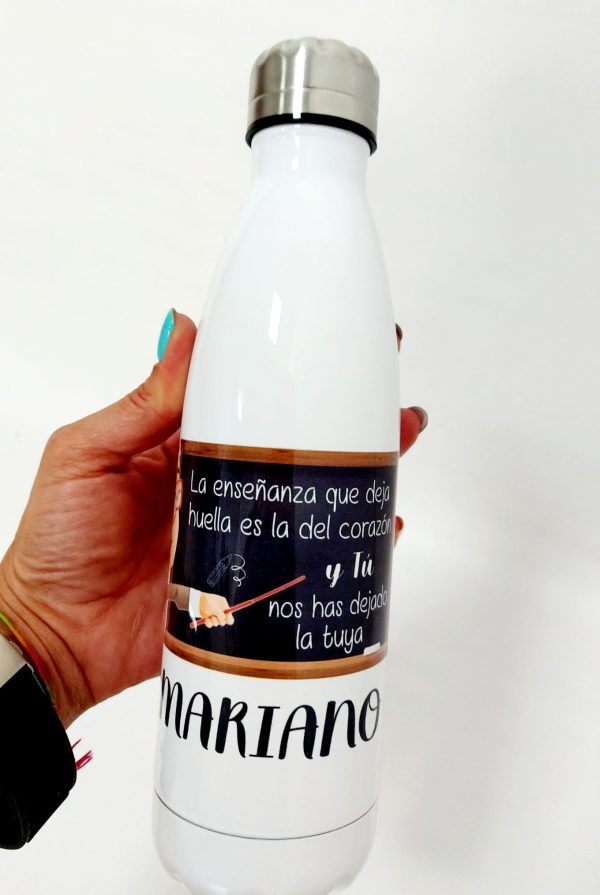 La enseñanza que deja
huella es la del corazón
y Tú
nos has dejado
la tuya
MARIANO